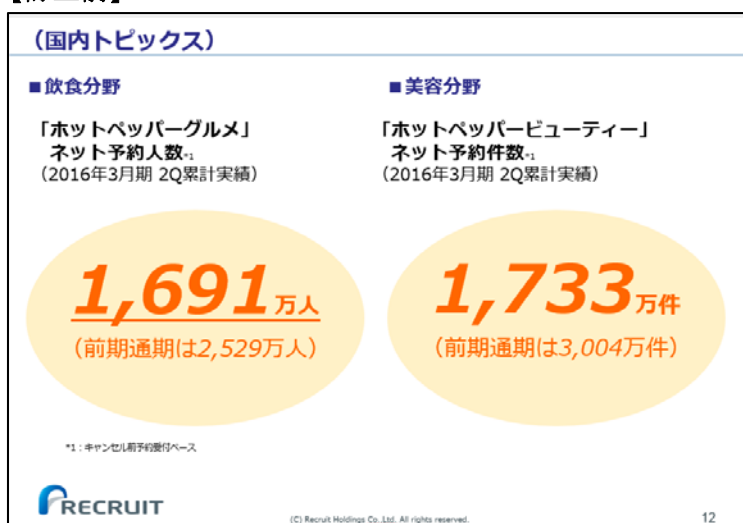 （国内トピックス）
■飲食分野
「ホットペッパーグルメ」
ネット予約人数*1
（2016年3月期 2Q累計実績）
1,691万人
（前期通期は2,529万人）
■美容分野
「ホットペッパービューティー」
ネット予約件数*1
（2016年3月期 2Q累計実績）
1,733万件
（前期通期は3,004万件）
*1：キャンセル前予約受付ベース
RECRUIT
(C) Recruit Holdings Co.,Ltd. All rights reserved.
12